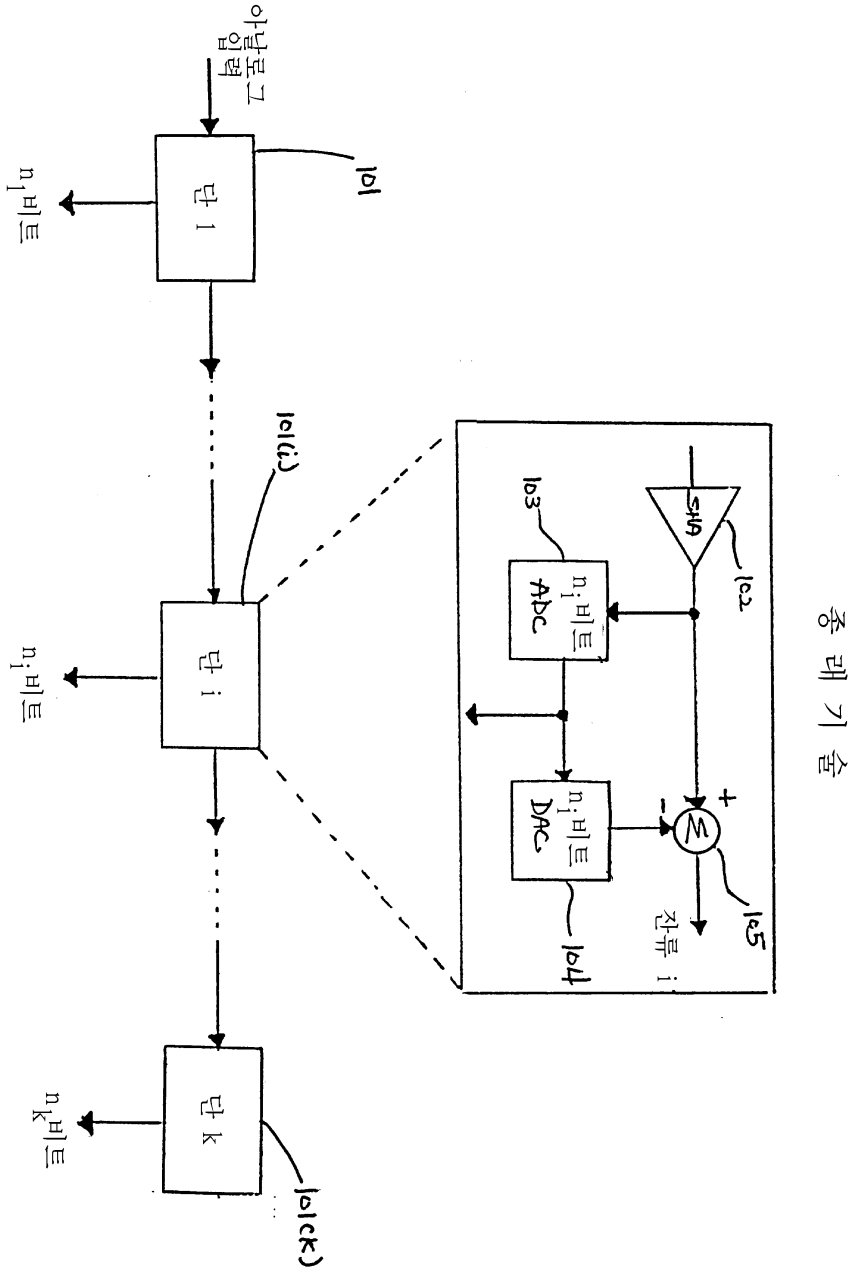 종 래 기 술
102
SHA
+
Σ
105
-
잔류 i
103
nᵢ비트
ADC
nᵢ비트
DAC
104
101
101(i)
101(k)
아날로그
입력
단 1
단 i
단 k
n₁비트
nᵢ비트
nₖ비트